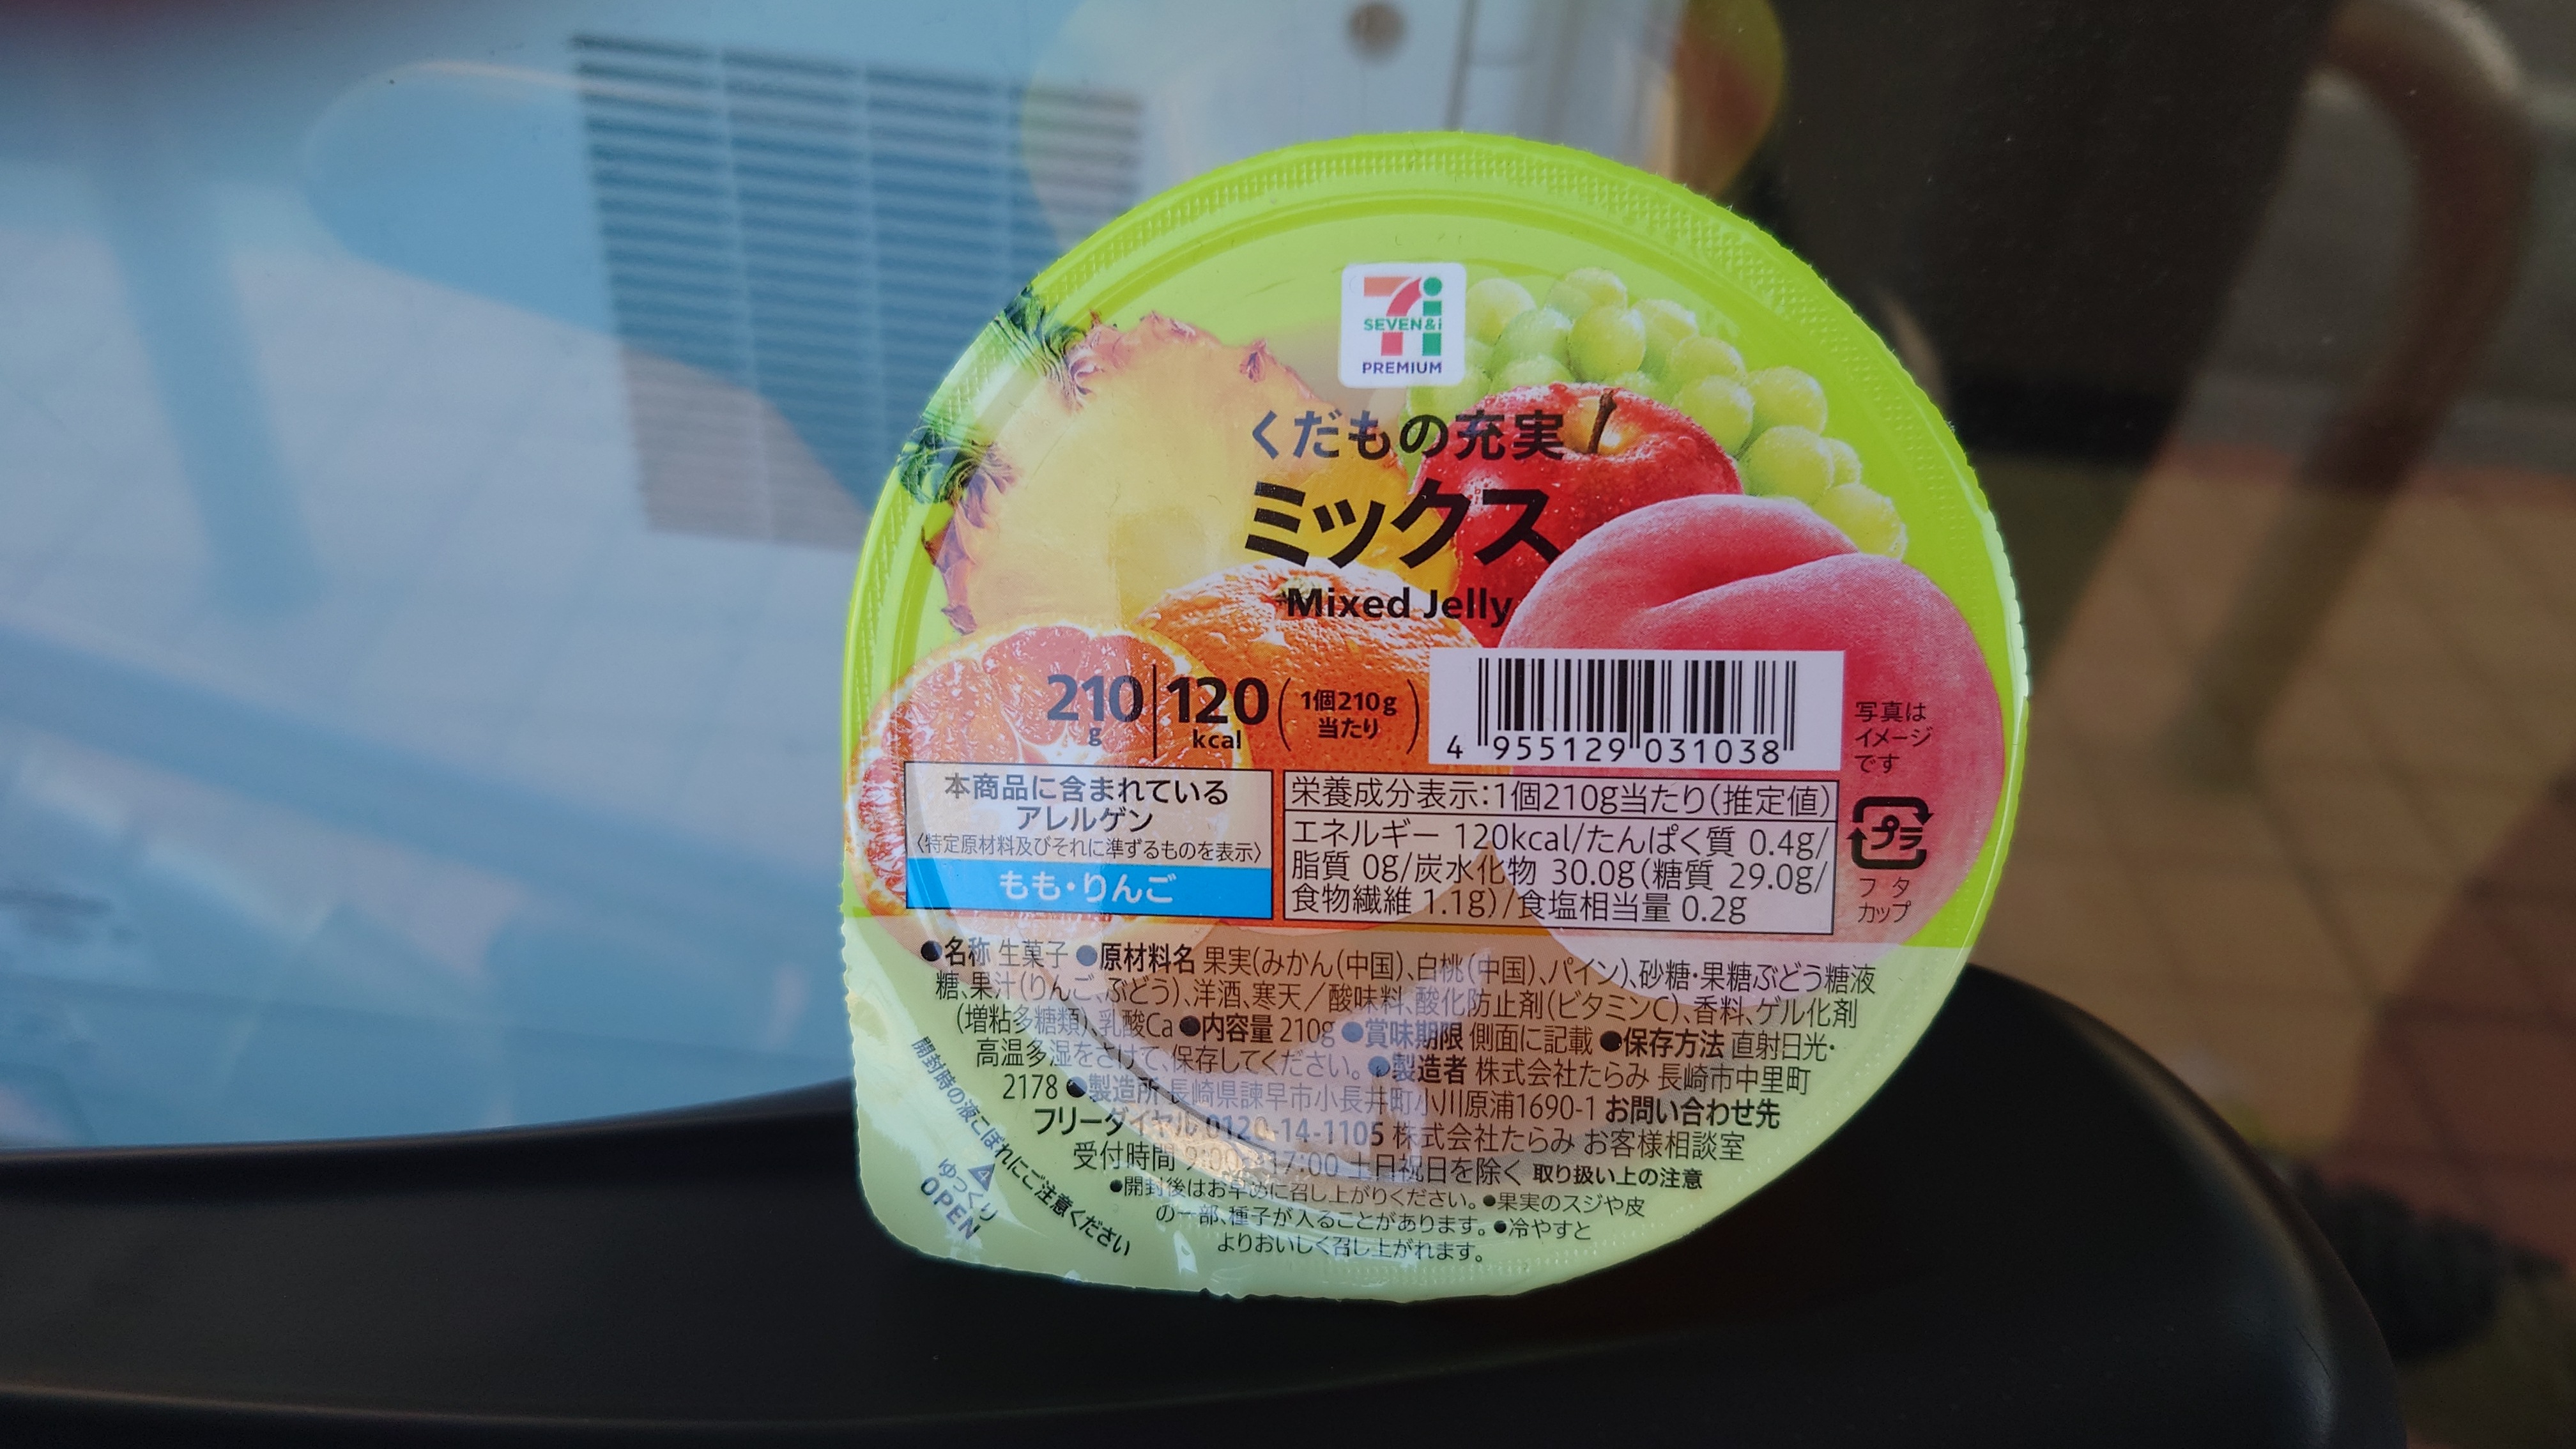 SEVEN&i
PREMIUM
くだもの充実
ミックス
Mixed Jelly
210g 120kcal (1個210g当たり)
4 955129 031038
写真は
イメージ
です
本商品に含まれている
アレルゲン
〈特定原材料及びそれに準ずるものを表示〉
もも・りんご
栄養成分表示:1個210g当たり(推定値)
エネルギー 120kcal/たんぱく質 0.4g/
脂質 0g/炭水化物 30.0g(糖質 29.0g/
食物繊維 1.1g)/食塩相当量 0.2g
プラ
フタ
カップ
●名称 生菓子 ●原材料名 果実(みかん(中国)、白桃(中国)、パイン)、砂糖・果糖ぶどう糖液
糖、果汁(りんご、ぶどう)、洋酒、寒天/酸味料、酸化防止剤(ビタミンC)、香料、ゲル化剤
(増粘多糖類)、乳酸Ca ●内容量 210g ●賞味期限 側面に記載 ●保存方法 直射日光・
高温多湿をさけて、保存してください。 ●製造者 株式会社たらみ 長崎市中里町
2178 ●製造所 長崎県諫早市小長井町小川原浦1690-1 お問い合わせ先
フリーダイヤル 0120-14-1105 株式会社たらみ お客様相談室
受付時間 9:00~17:00 土日祝日を除く 取り扱い上の注意
●開封後はお早めに召し上がりください。 ●果実のスジや皮
の一部、種子が入ることがあります。 ●冷やすと
よりおいしく召し上がれます。
開封時の液こぼれにご注意ください
ゆっくり
OPEN